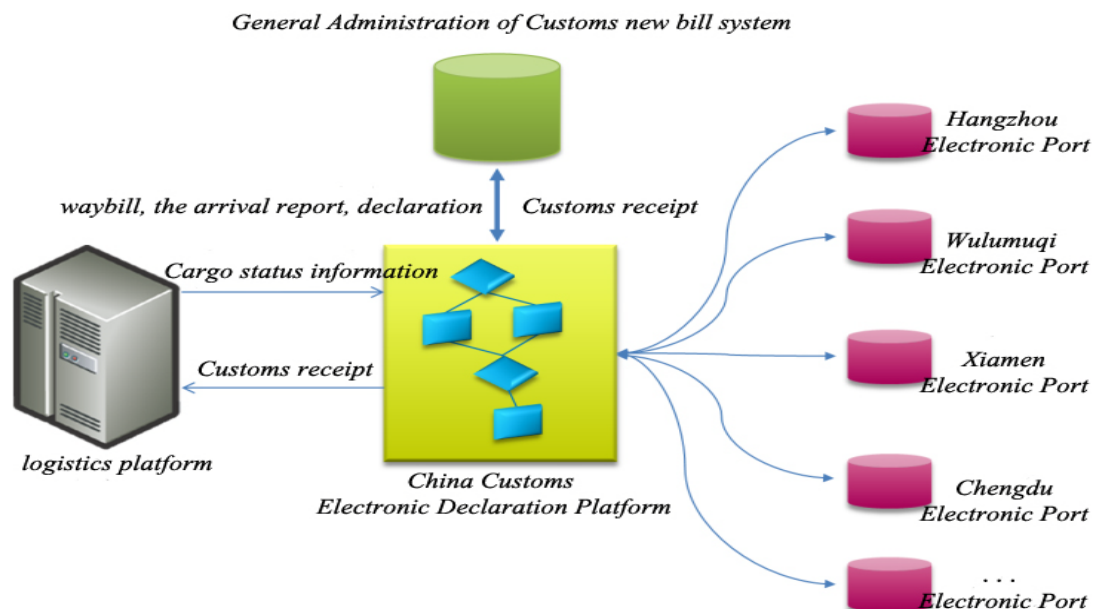 General Administration of Customs new bill system
Hangzhou
Electronic Port
waybill, the arrival report, declaration
Customs receipt
Wulumuqi
Electronic Port
Cargo status information
Customs receipt
Xiamen
Electronic Port
logistics platform
China Customs
Electronic Declaration Platform
Chengdu
Electronic Port
. . .
Electronic Port